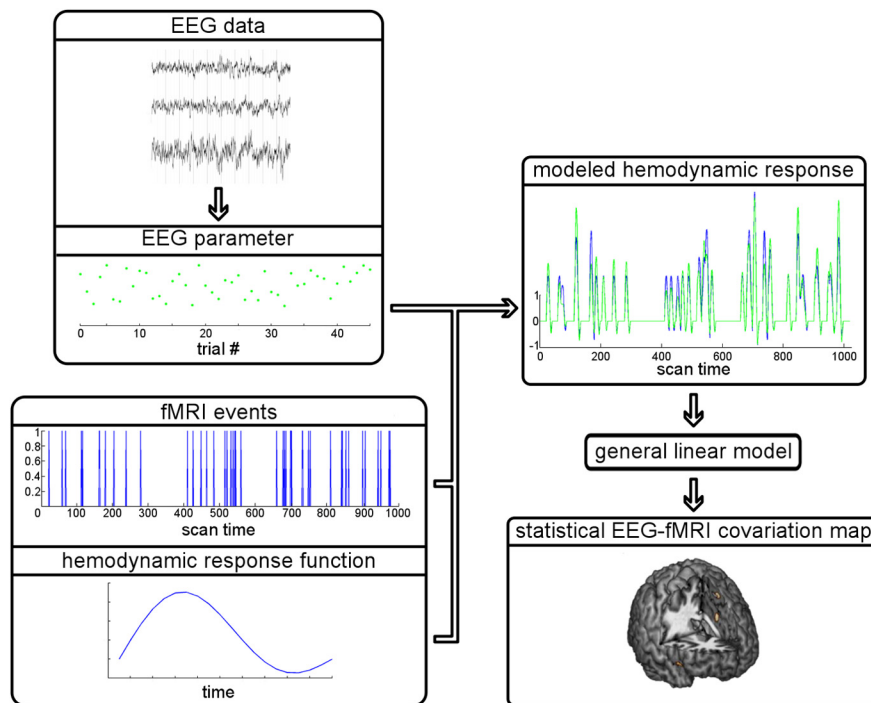 EEG data
EEG parameter
0 10 20 30 40
trial #
fMRI events
1
0.8
0.6
0.4
0.2
0 100 200 300 400 500 600 700 800 900 1000
scan time
hemodynamic response function
time
modeled hemodynamic response
1
0
-1
0 200 400 600 800 1000
scan time
general linear model
statistical EEG-fMRI covariation map